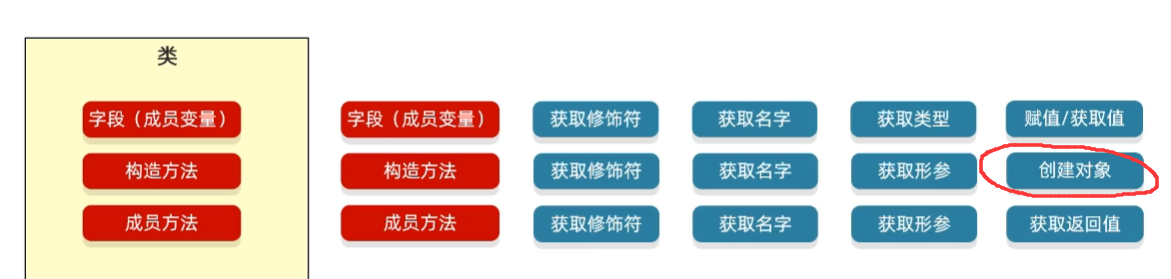 类
字段（成员变量） 字段（成员变量） 获取修饰符 获取名字 获取类型 赋值/获取值
构造方法 构造方法 获取修饰符 获取名字 获取形参 创建对象
成员方法 成员方法 获取修饰符 获取名字 获取形参 获取返回值